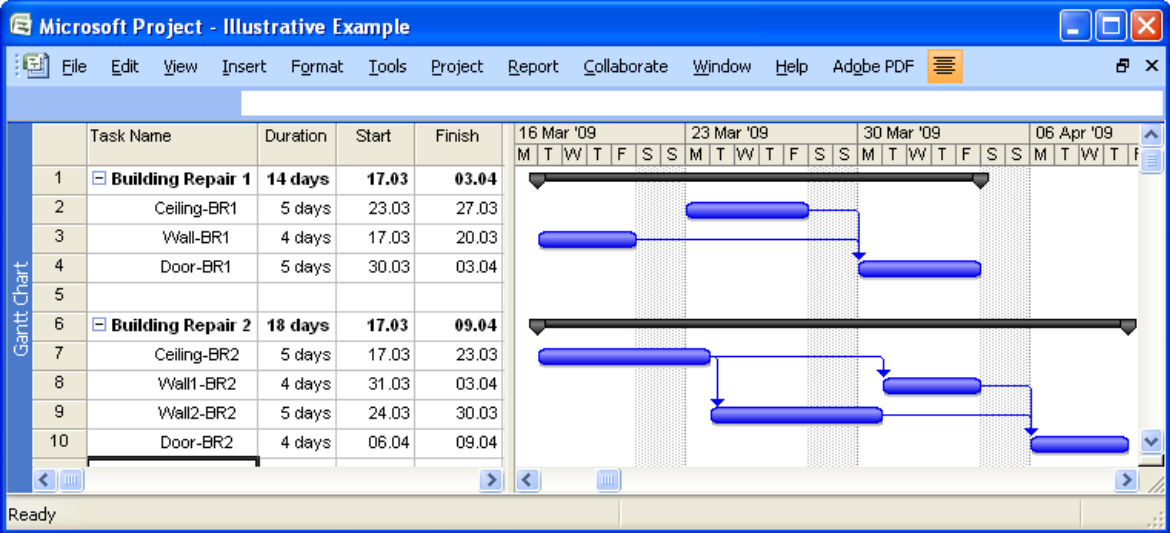 Microsoft Project - Illustrative Example
File Edit View Insert Format Tools Project Report Collaborate Window Help Adobe PDF
Task Name Duration Start Finish 16 Mar '09 23 Mar '09 30 Mar '09 06 Apr '09
M T W T F S S M T W T F S S M T W T F S S M T W T F
1 Building Repair 1 14 days 17.03 03.04
2 Ceiling-BR1 5 days 23.03 27.03
3 Wall-BR1 4 days 17.03 20.03
4 Door-BR1 5 days 30.03 03.04
5
6 Building Repair 2 18 days 17.03 09.04
7 Ceiling-BR2 5 days 17.03 23.03
8 Wall1-BR2 4 days 31.03 03.04
9 Wall2-BR2 5 days 24.03 30.03
10 Door-BR2 4 days 06.04 09.04
Gantt Chart
Ready